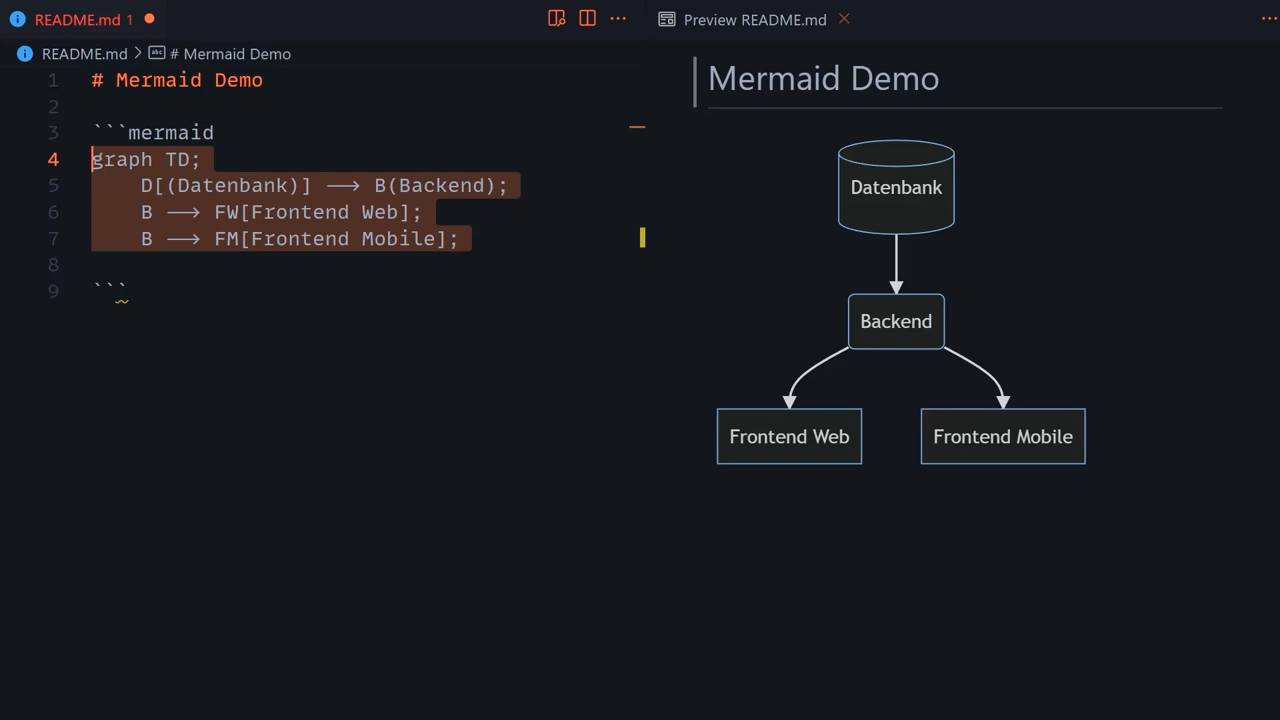 README.md 1
README.md > # Mermaid Demo
1 # Mermaid Demo
2
3 ```mermaid
4 graph TD;
5 D[(Datenbank)] --> B(Backend);
6 B --> FW[Frontend Web];
7 B --> FM[Frontend Mobile];
8
9 ```
Preview README.md
Mermaid Demo
Datenbank
Backend
Frontend Web
Frontend Mobile